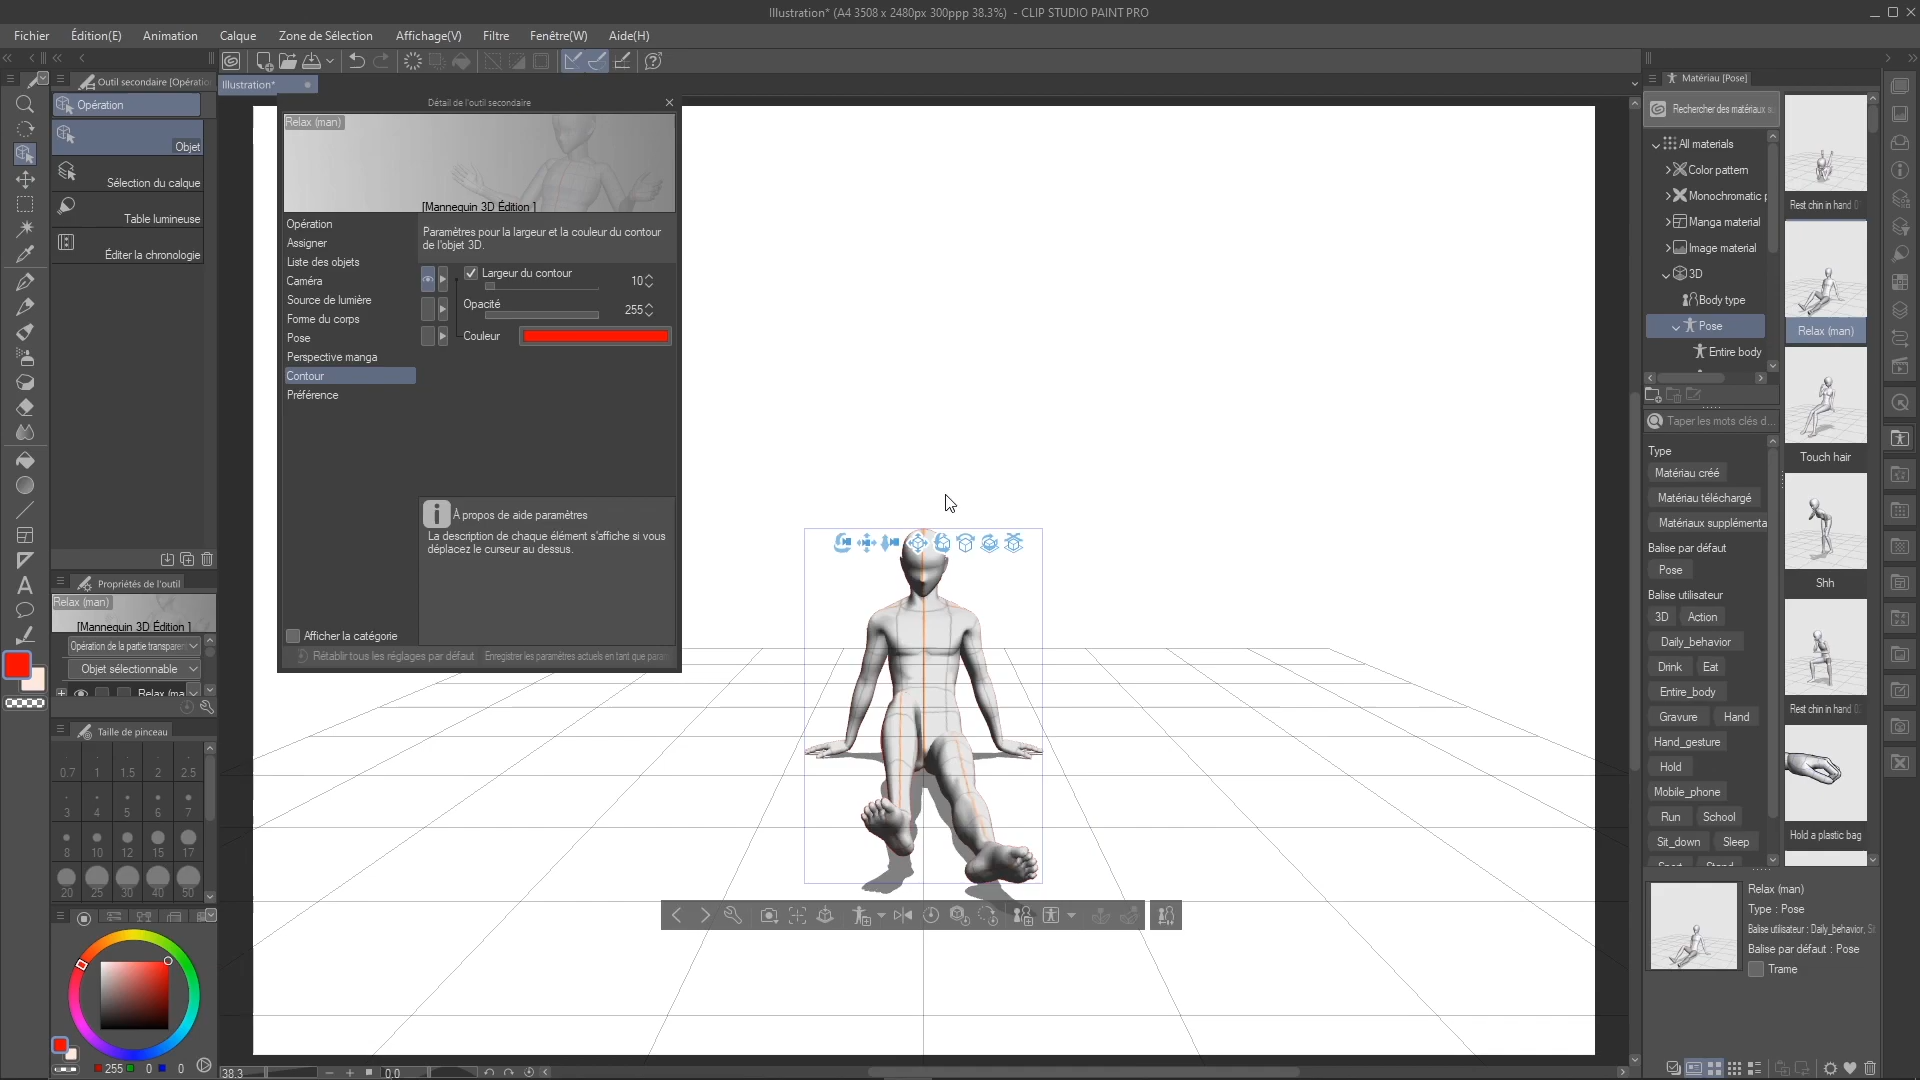 Illustration* (A4 3508 x 2480px 300ppp 38.3%) - CLIP STUDIO PAINT PRO
Fichier Édition(E) Animation Calque Zone de Sélection Affichage(V) Filtre Fenêtre(W) Aide(H)
Outil secondaire [Opératio
Illustration*
Matériau [Pose]
Opération
Objet
Sélection du calque
Table lumineuse
Éditer la chronologie
Détail de l'outil secondaire
Relax (man)
[Mannequin 3D Édition ]
Opération
Assigner
Liste des objets
Caméra
Source de lumière
Forme du corps
Pose
Perspective manga
Contour
Préférence
Paramètres pour la largeur et la couleur du contour
de l'objet 3D.
Largeur du contour 10
Opacité 255
Couleur
À propos de aide paramètres
La description de chaque élément s'affiche si vous
déplacez le curseur au dessus.
Afficher la catégorie
Rétablir tous les réglages par défaut Enregistrer les paramètres actuels en tant que para
Propriétés de l'outil
Relax (man)
[Mannequin 3D Édition ]
Opération de la partie transparen
Objet sélectionnable
Relax (ma
Taille de pinceau
0.7 1 1.5 2 2.5
3 4 5 6 7
8 10 12 15 17
20 25 30 40 50
255 0 0
38.3 0.0
Rechercher des matériaux s
All materials
Color pattern
Monochromatic p
Manga material
Image material
3D
Body type
Pose
Entire body
Taper les mots clés d...
Type
Matériau créé
Matériau téléchargé
Matériaux supplémenta
Balise par défaut
Pose
Balise utilisateur
3D Action
Daily_behavior
Drink Eat
Entire_body
Gravure Hand
Hand_gesture
Hold
Mobile_phone
Run School
Sit_down Sleep
Rest chin in hand 0
Relax (man)
Touch hair
Shh
Rest chin in hand 0
Hold a plastic bag
Relax (man)
Type : Pose
Balise utilisateur : Daily_behavior, S
Balise par défaut : Pose
Trame